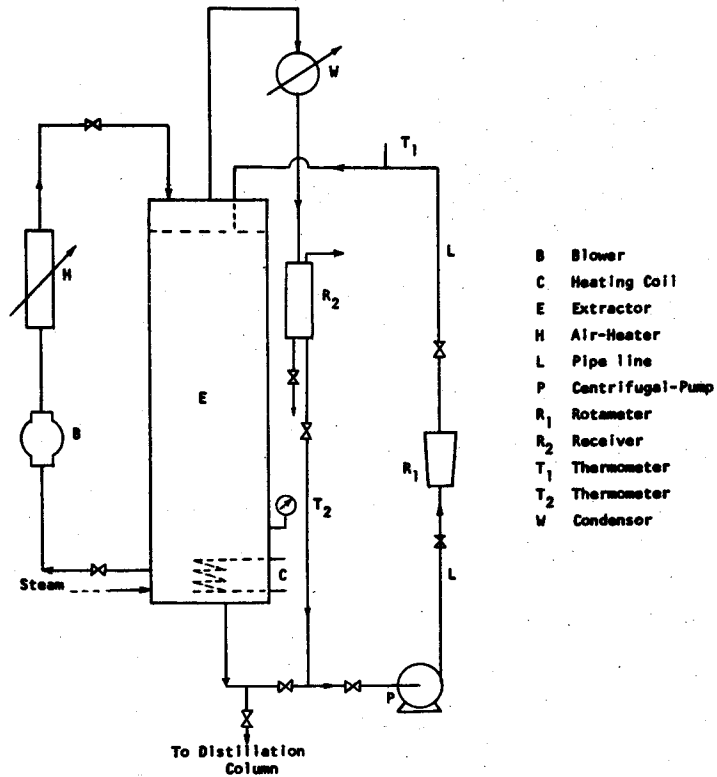 W
T1
H
R2
L
E
B
R1
T2
C
Steam
L
P
To Distillation
Column
B Blower
C Heating Coil
E Extractor
H Air-Heater
L Pipe line
P Centrifugal-Pump
R1 Rotameter
R2 Receiver
T1 Thermometer
T2 Thermometer
W Condensor